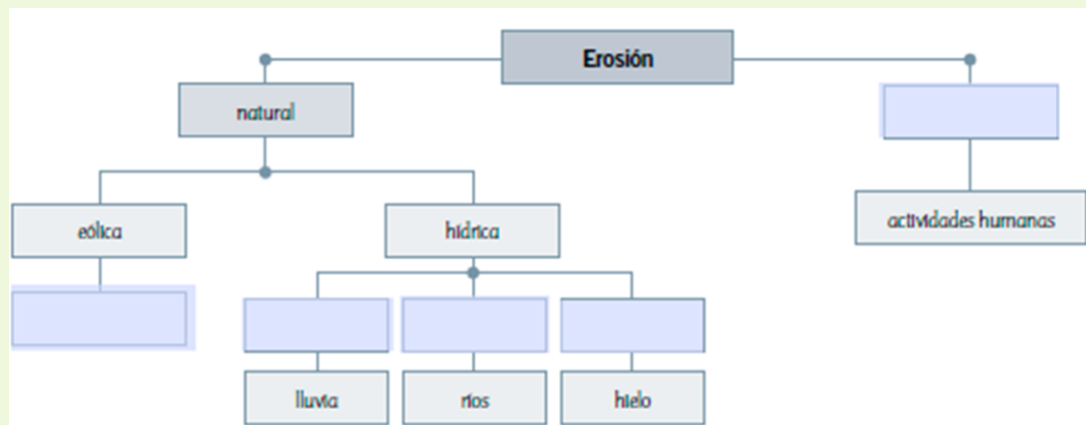 Erosión
natural
eólica
hídrica
actividades humanas
lluvia
ríos
hielo